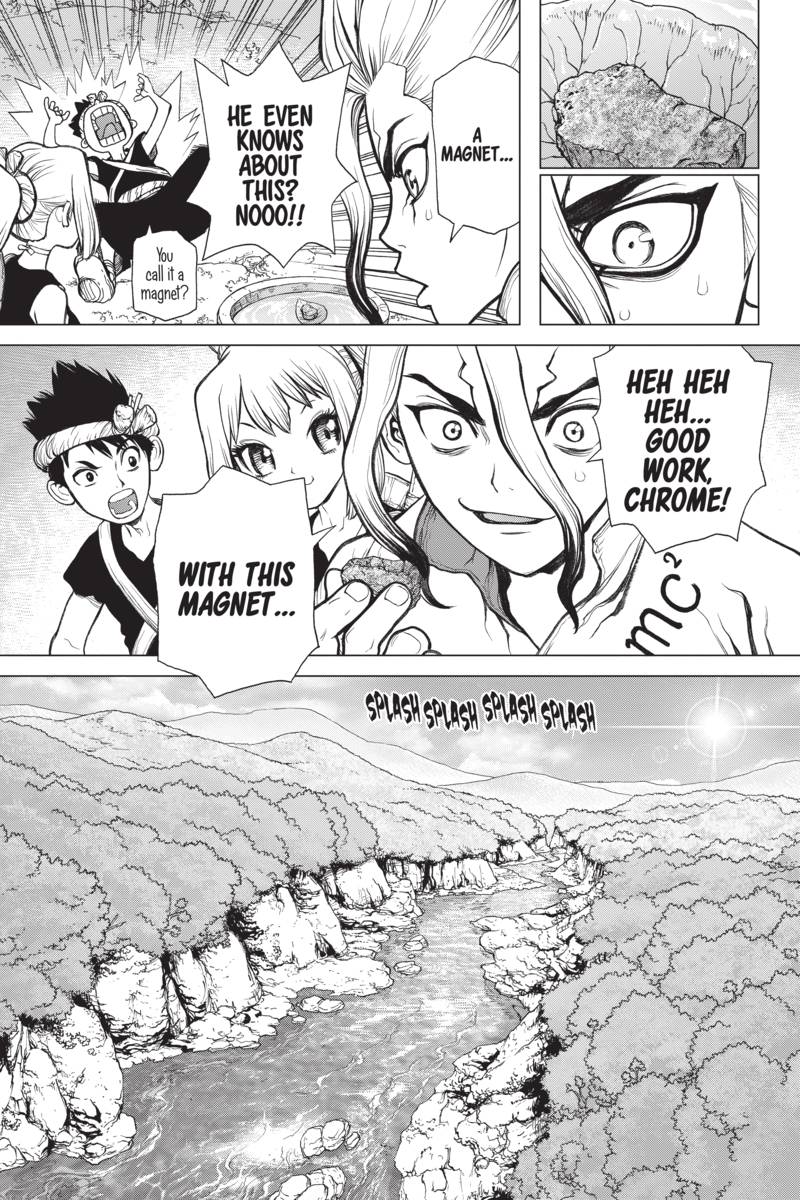 A
MAGNET...
HE EVEN
KNOWS
ABOUT
THIS?
NOOO!!
You
call it a
magnet?
HEH HEH
HEH...
GOOD
WORK,
CHROME!
WITH THIS
MAGNET...
mc²
SPLASH SPLASH SPLASH SPLASH